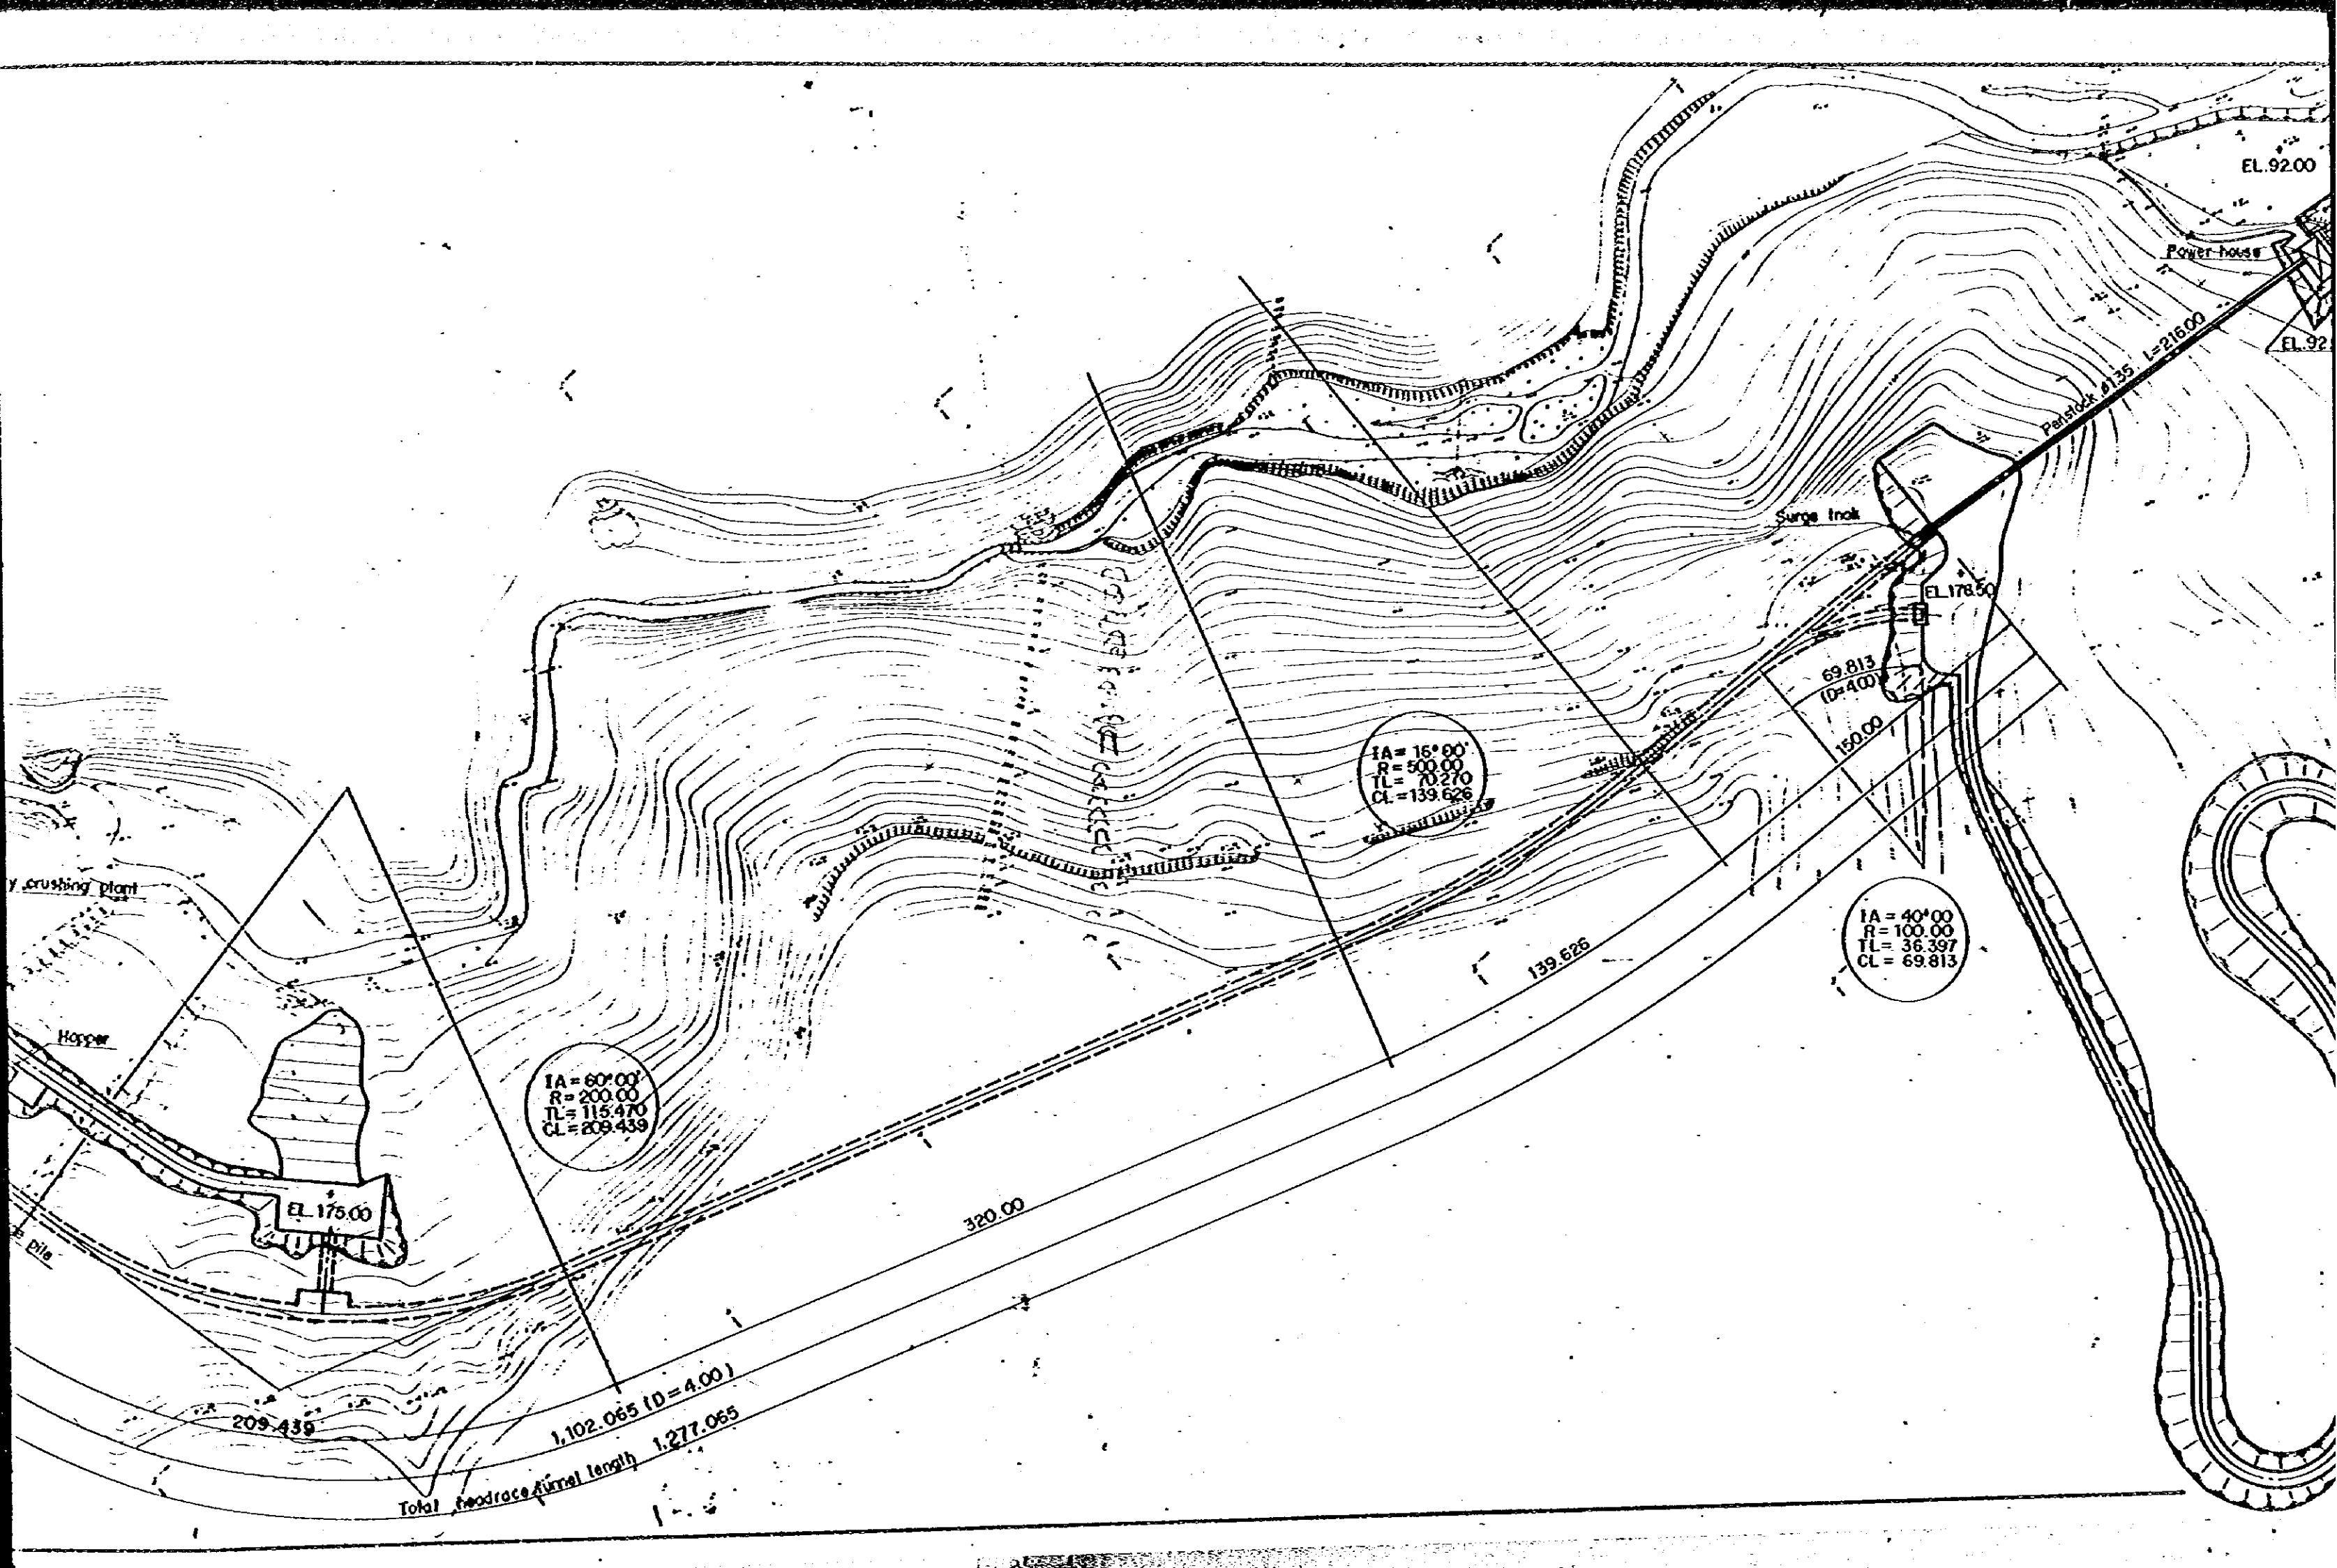 EL.92.00
Power house
EL.92
L=216.00
Penstock ø1.35
Surge tnak
EL.178.50
69.813
(D=4.00)
150.00
IA = 16°00'
R = 500.00
TL = 70.270
CL = 139.626
y crushing plant
IA = 40°00
R = 100.00
TL = 36.397
CL = 69.813
139.626
Hopper
IA = 60°00'
R = 200.00
TL = 115.470
CL = 209.439
EL.175.00
320.00
pile
209.439
1,102.065 (D=4.00)
1,277.065
Total headrace tunnel length